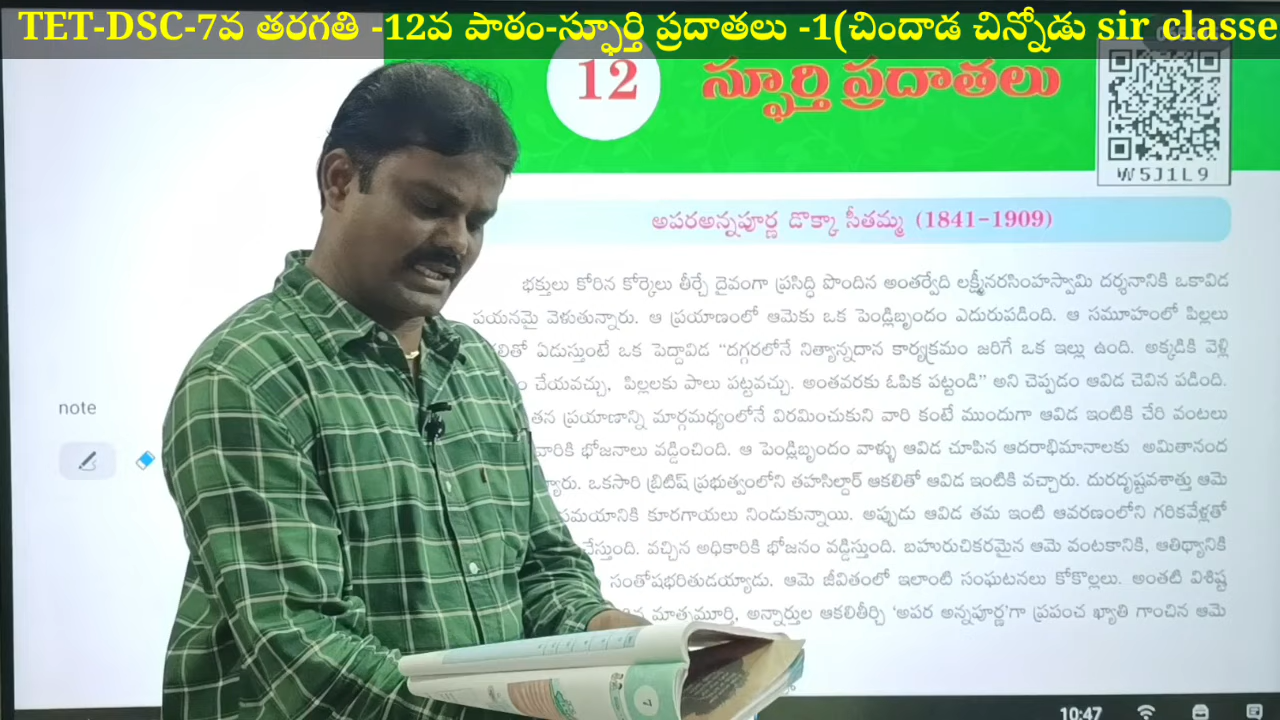 TET-DSC-7వ తరగతి -12వ పాఠం-స్ఫూర్తి ప్రదాతలు -1(చిందాడ చిన్నోడు sir classe
12 స్ఫూర్తి ప్రదాతలు
W5J1L9
అపరఅన్నపూర్ణ డొక్కా సీతమ్మ (1841-1909)
భక్తులు కోరిన కోర్కెలు తీర్చే దైవంగా ప్రసిద్ధి పొందిన అంతర్వేది లక్ష్మీనరసింహస్వామి దర్శనానికి ఒకావిడ
పయనమై వెళుతున్నారు. ఆ ప్రయాణంలో ఆమెకు ఒక పెండ్లిబృందం ఎదురుపడింది. ఆ సమూహంలో పిల్లలు
కలితో ఏడుస్తుంటే ఒక పెద్దావిడ “దగ్గరలోనే నిత్యాన్నదాన కార్యక్రమం జరిగే ఒక ఇల్లు ఉంది. అక్కడికి వెళ్లి
చేయవచ్చు, పిల్లలకు పాలు పట్టవచ్చు. అంతవరకు ఓపిక పట్టండి” అని చెప్పడం ఆవిడ చెవిన పడింది.
తన ప్రయాణాన్ని మార్గమధ్యంలోనే విరమించుకుని వారి కంటే ముందుగా ఆవిడ ఇంటికి చేరి వంటలు
వారికి భోజనాలు వడ్డించింది. ఆ పెండ్లిబృందం వాళ్ళు ఆవిడ చూపిన ఆదరాభిమానాలకు అమితానంద
్యారు. ఒకసారి బ్రిటిష్ ప్రభుత్వంలోని తహసిల్దార్ ఆకలితో ఆవిడ ఇంటికి వచ్చారు. దురదృష్టవశాత్తు ఆమె
సమయానికి కూరగాయలు నిండుకున్నాయి. అప్పుడు ఆవిడ తమ ఇంటి ఆవరణంలోని గరికవేళ్లతో
చేస్తుంది. వచ్చిన అధికారికి భోజనం వడ్డిస్తుంది. బహురుచికరమైన ఆమె వంటకానికి, ఆతిథ్యానికి
సంతోషభరితుడయ్యాడు. ఆమె జీవితంలో ఇలాంటి సంఘటనలు కోకొల్లలు. అంతటి విశిష్ట
మాతృమూర్తి, అన్నార్తుల ఆకలితీర్చి ‘అపర అన్నపూర్ణ’గా ప్రపంచ ఖ్యాతి గాంచిన ఆమె
note
7
10:47